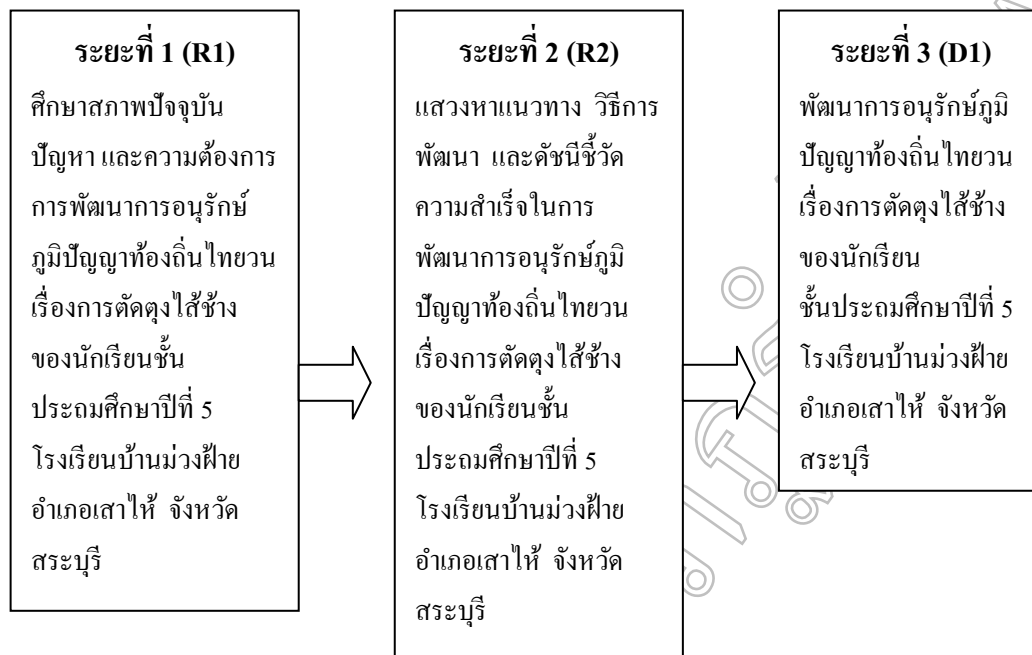 ระยะที่ 1 (R1)
ศึกษาสภาพปัจจุบัน
ปัญหา และความต้องการ
การพัฒนาการอนุรักษ์
ภูมิปัญญาท้องถิ่นไทยวน
เรื่องการตัดตุงไส้ช้าง
ของนักเรียนชั้น
ประถมศึกษาปีที่ 5
โรงเรียนบ้านม่วงฝ้าย
อำเภอเสาไห้ จังหวัด
สระบุรี
ระยะที่ 2 (R2)
แสวงหาแนวทาง วิธีการ
พัฒนา และดัชนีชี้วัด
ความสำเร็จในการ
พัฒนาการอนุรักษ์ภูมิ
ปัญญาท้องถิ่นไทยวน
เรื่องการตัดตุงไส้ช้าง
ของนักเรียนชั้น
ประถมศึกษาปีที่ 5
โรงเรียนบ้านม่วงฝ้าย
อำเภอเสาไห้ จังหวัด
สระบุรี
ระยะที่ 3 (D1)
พัฒนาการอนุรักษ์ภูมิ
ปัญญาท้องถิ่นไทยวน
เรื่องการตัดตุงไส้ช้าง
ของนักเรียน
ชั้นประถมศึกษาปีที่ 5
โรงเรียนบ้านม่วงฝ้าย
อำเภอเสาไห้ จังหวัด
สระบุรี